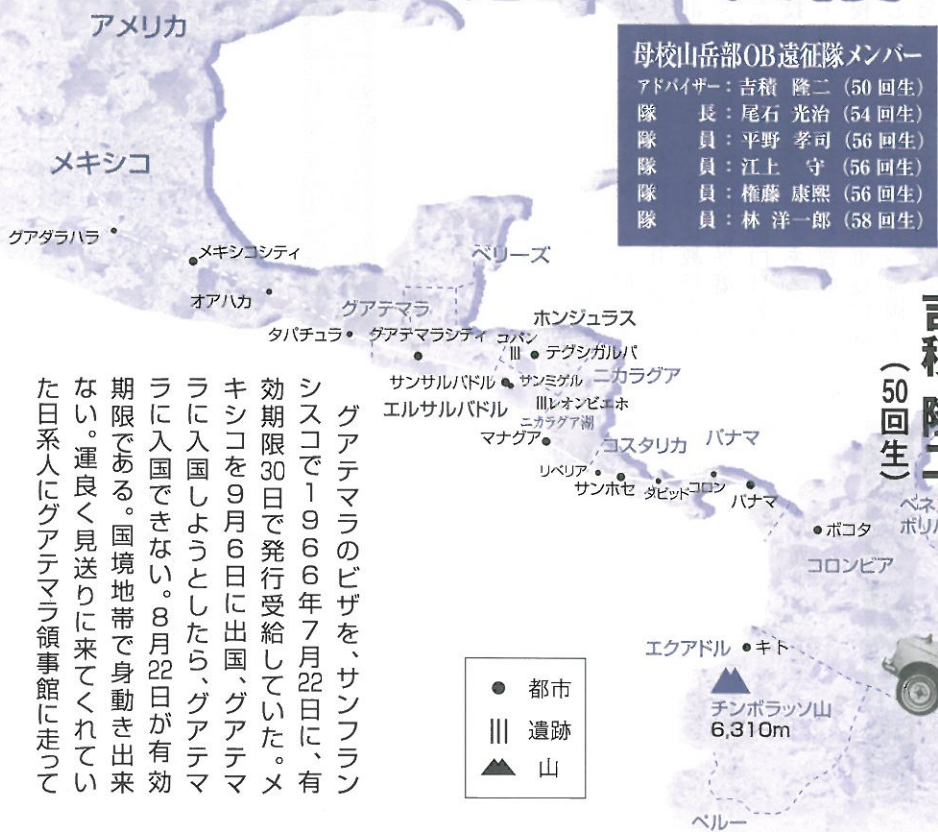 アメリカ
母校山岳部OB遠征隊メンバー
アドバイザー：吉積 隆二（50回生）
隊　　長：尾石 光治（54回生）
隊　　員：平野 孝司（56回生）
隊　　員：江上 守（56回生）
隊　　員：権藤 康熙（56回生）
隊　　員：林 洋一郎（58回生）
メキシコ
グアダラハラ
メキシコシティ
オアハカ
ベリーズ
グアテマラ
タパチュラ
グアテマラシティ
コパン
ホンジュラス
テグシガルパ
サンサルバドル
サンミゲル
ニカラグア
エルサルバドル
レオンビエホ
ニカラグア湖
マナグア
コスタリカ
パナマ
リベリア
サンホセ
ダビッド
コロン
パナマ
ボコタ
コロンビア
エクアドル
キト
チンボラッソ山
6,310m
ペルー
吉積 隆二
（50回生）
グアテマラのビザを、サンフラン
シスコで1966年7月22日に、有
効期限30日で発行受給していた。メ
キシコを9月6日に出国、グアテマ
ラに入国しようとしたら、グアテマ
ラに入国できない。8月22日が有効
期限である。国境地帯で身動き出来
ない。運良く見送りに来てくれてい
た日系人にグアテマラ領事館に走って
都市
遺跡
山